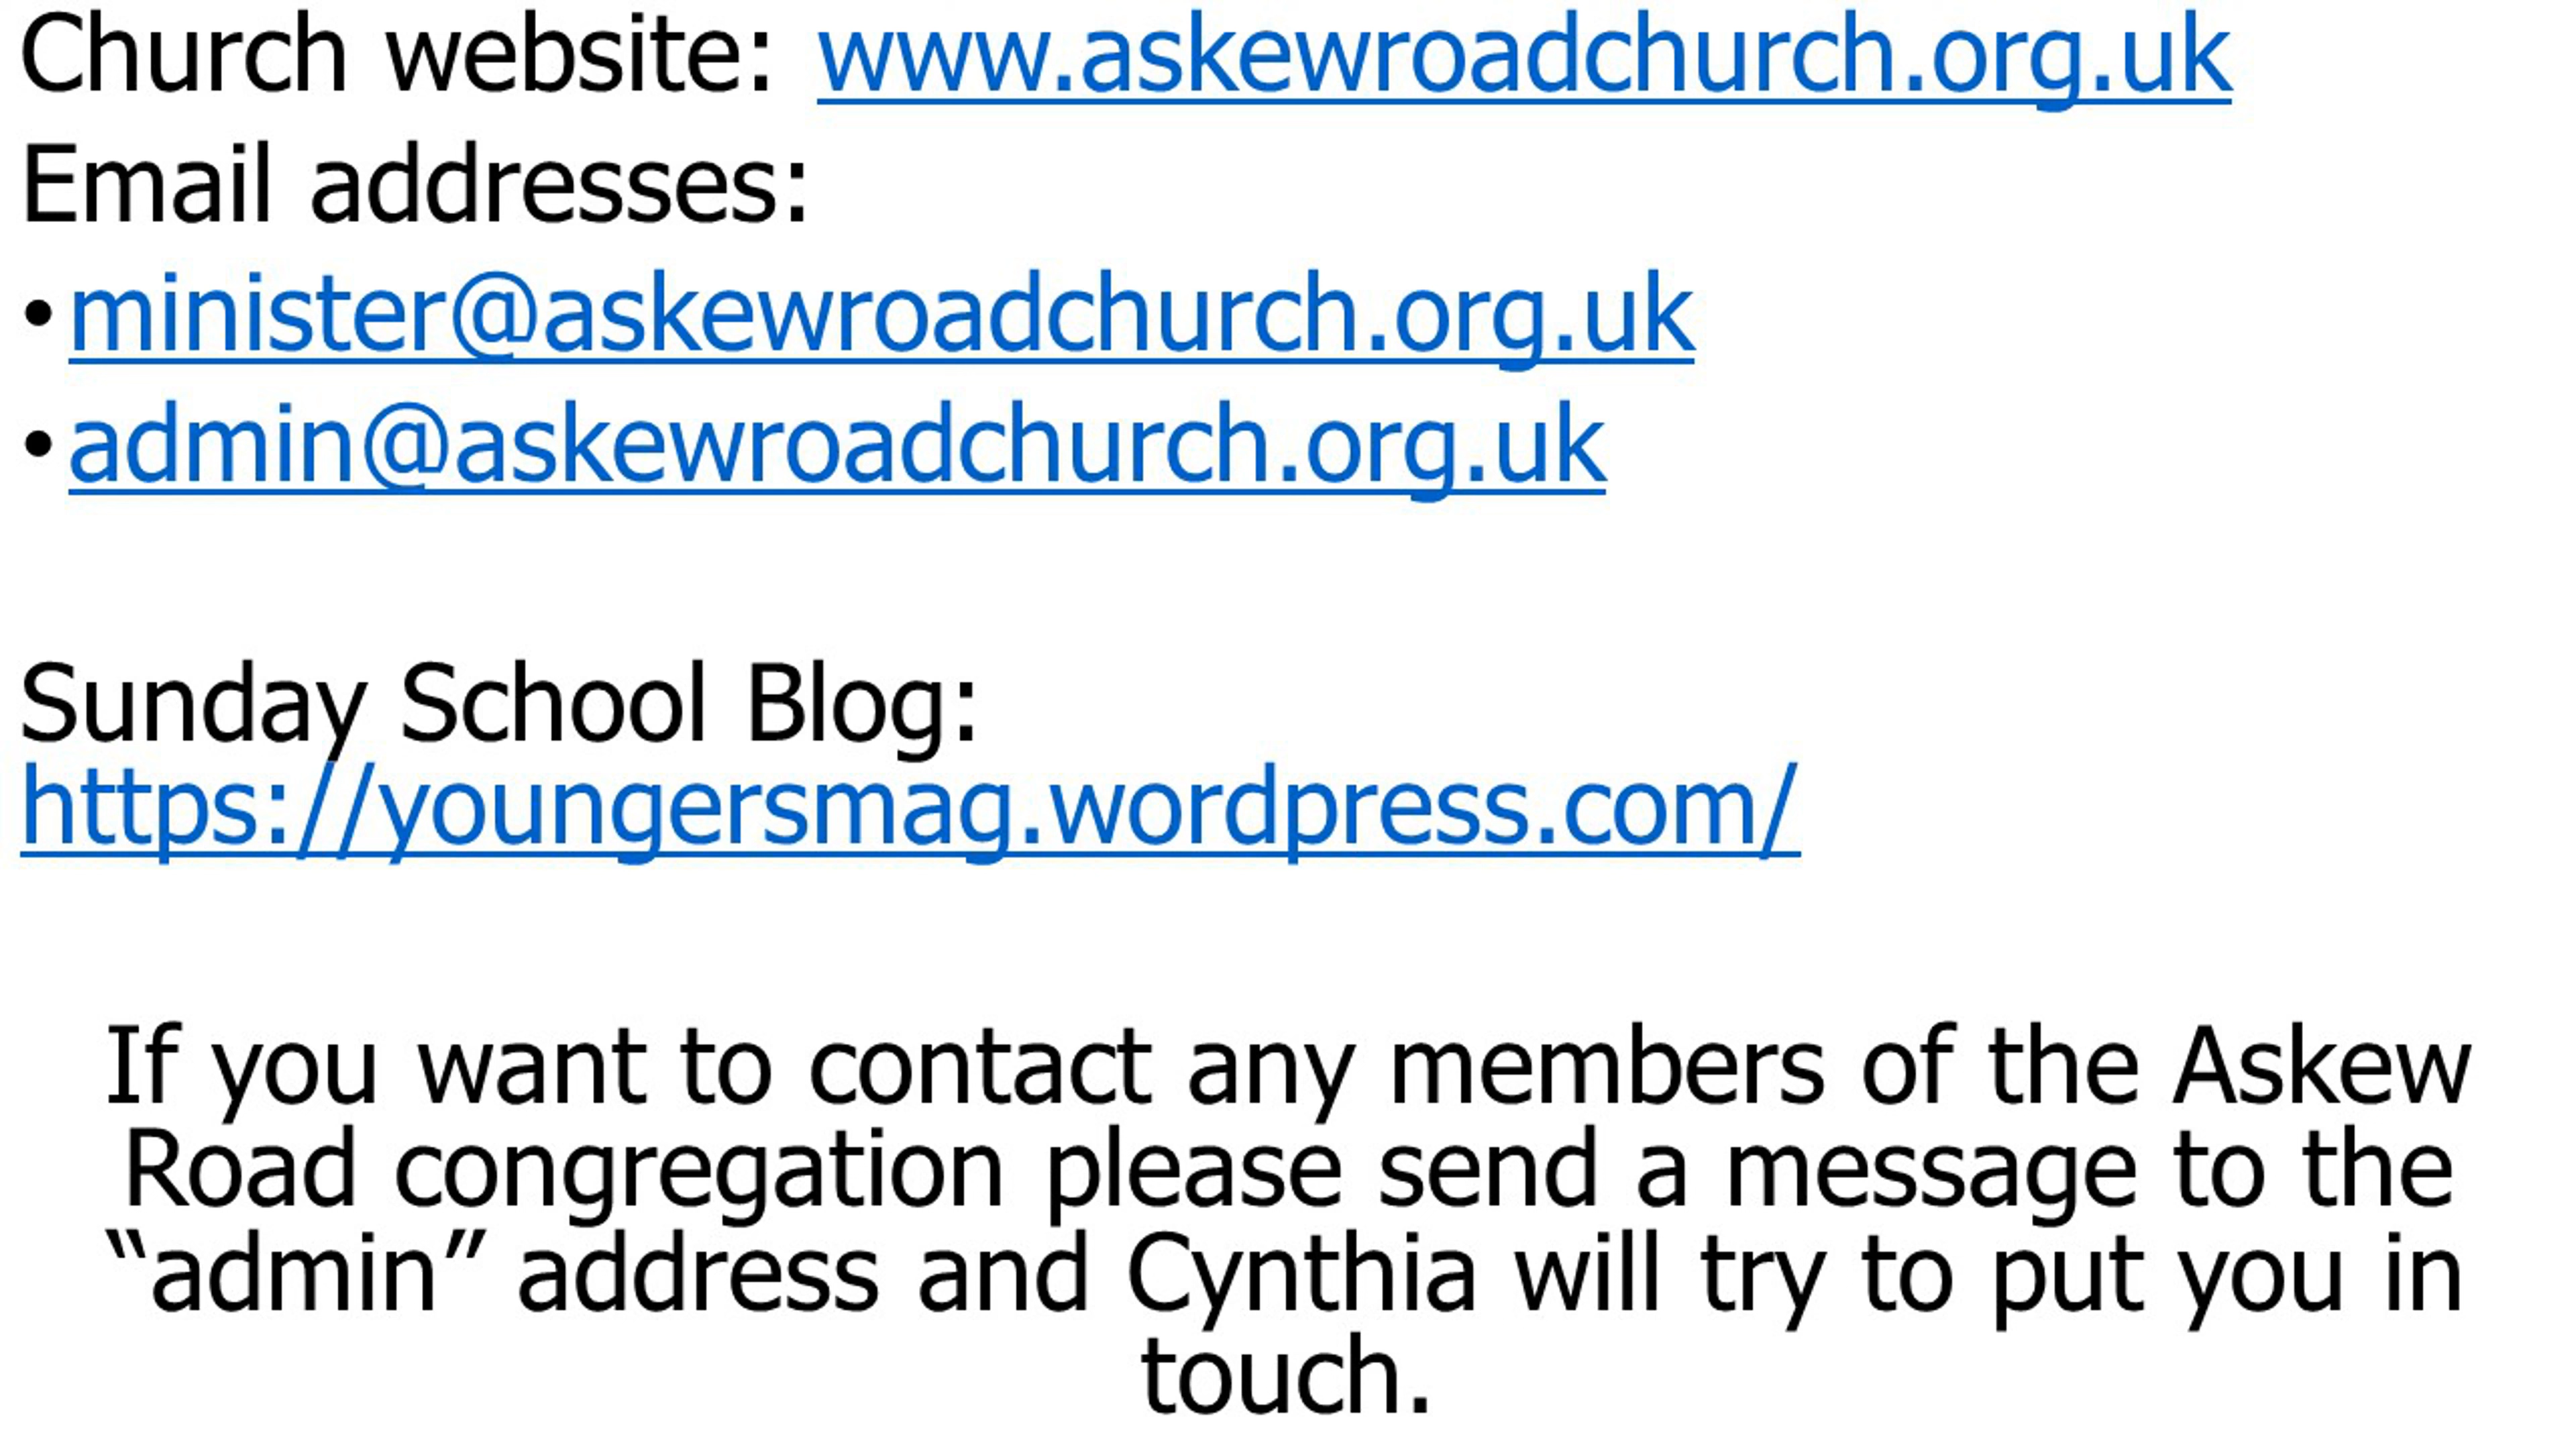 Church website: www.askewroadchurch.org.uk
Email addresses:
•minister@askewroadchurch.org.uk
•admin@askewroadchurch.org.uk
Sunday School Blog:
https://youngersmag.wordpress.com/
If you want to contact any members of the Askew
Road congregation please send a message to the
“admin” address and Cynthia will try to put you in
touch.